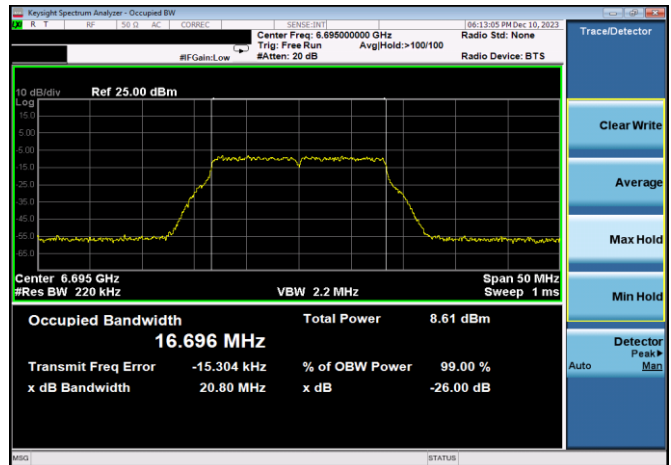 Keysight Spectrum Analyzer - Occupied BW
R T RF 50 Ω AC CORREC SENSE:INT 06:13:05 PM Dec 10, 2023
Center Freq: 6.695000000 GHz Radio Std: None
Trig: Free Run Avg|Hold:>100/100
#IFGain:Low #Atten: 20 dB Radio Device: BTS
10 dB/div Ref 25.00 dBm
Log
15.0
5.00
-5.00
-15.0
-25.0
-35.0
-45.0
-55.0
-65.0
Center 6.695 GHz Span 50 MHz
#Res BW 220 kHz VBW 2.2 MHz Sweep 1 ms
Occupied Bandwidth Total Power 8.61 dBm
16.696 MHz
Transmit Freq Error -15.304 kHz % of OBW Power 99.00 %
x dB Bandwidth 20.80 MHz x dB -26.00 dB
MSG STATUS
Trace/Detector
Clear Write
Average
Max Hold
Min Hold
Detector
Peak▶
Auto Man